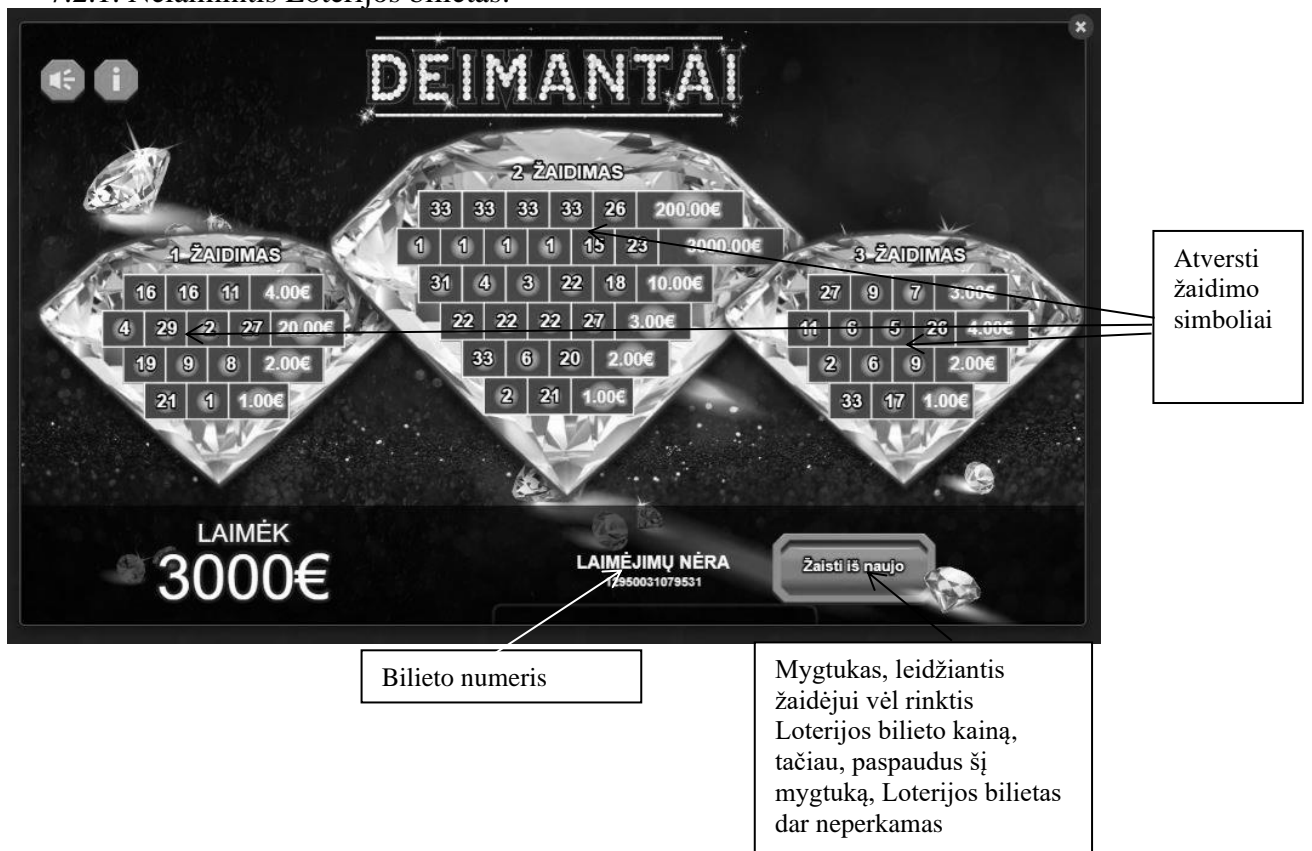 7.2.1. Nelaimintis Loterijos bilietas:
DEIMANTAI
2 ŽAIDIMAS
33 33 33 33 26 200.00€
1 1 1 1 15 23 3000.00€
31 4 3 22 18 10.00€
22 22 22 27 3.00€
33 6 20 2.00€
2 21 1.00€
1 ŽAIDIMAS
16 16 11 4.00€
4 29 2 27 20.00€
19 9 8 2.00€
21 1 1.00€
3 ŽAIDIMAS
27 9 7 3.00€
11 6 5 26 4.00€
2 6 9 2.00€
33 17 1.00€
Atversti
žaidimo
simboliai
LAIMĖK
3000€
LAIMĖJIMŲ NĖRA
12950031079531
Žaisti iš naujo
Bilieto numeris
Mygtukas, leidžiantis
žaidėjui vėl rinktis
Loterijos bilieto kainą,
tačiau, paspaudus šį
mygtuką, Loterijos bilietas
dar neperkamas